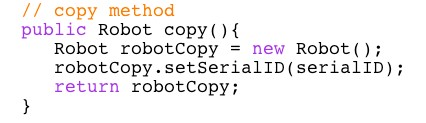 // copy method
public Robot copy(){
   Robot robotCopy = new Robot();
   robotCopy.setSerialID(serialID);
   return robotCopy;
}